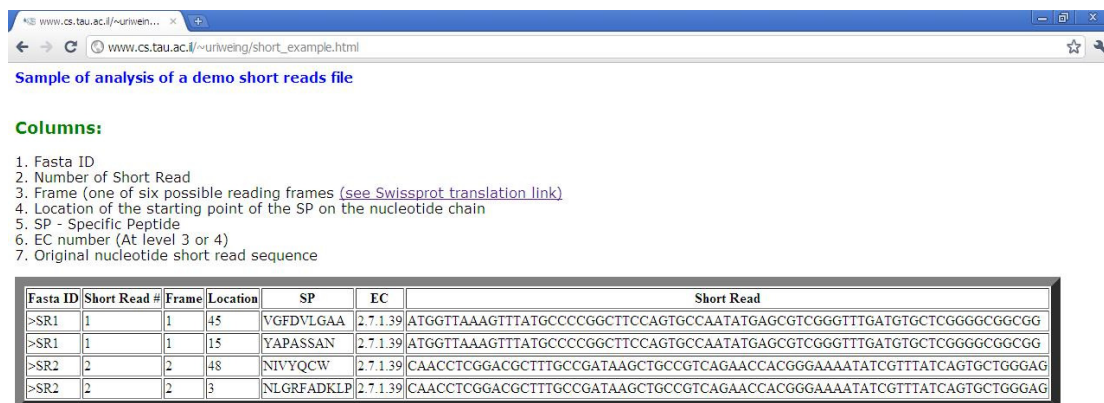 www.cs.tau.ac.il/~uriwein...
www.cs.tau.ac.il/~uriweing/short_example.html
Sample of analysis of a demo short reads file
Columns:
1. Fasta ID
2. Number of Short Read
3. Frame (one of six possible reading frames (see Swissprot translation link)
4. Location of the starting point of the SP on the nucleotide chain
5. SP - Specific Peptide
6. EC number (At level 3 or 4)
7. Original nucleotide short read sequence
Fasta ID Short Read # Frame Location SP EC Short Read
>SR1 1 1 45 VGFDVLGAA 2.7.1.39 ATGGTTAAAGTTTATGCCCCGGCTTCCAGTGCCAATATGAGCGTCGGGTTTGATGTGCTCGGGGCGGCGG
>SR1 1 1 15 YAPASSAN 2.7.1.39 ATGGTTAAAGTTTATGCCCCGGCTTCCAGTGCCAATATGAGCGTCGGGTTTGATGTGCTCGGGGCGGCGG
>SR2 2 2 48 NIVYQCW 2.7.1.39 CAACCTCGGACGCTTTGCCGATAAGCTGCCGTCAGAACCACGGGAAAATATCGTTTATCAGTGCTGGGAG
>SR2 2 2 3 NLGRFADKLP 2.7.1.39 CAACCTCGGACGCTTTGCCGATAAGCTGCCGTCAGAACCACGGGAAAATATCGTTTATCAGTGCTGGGAG